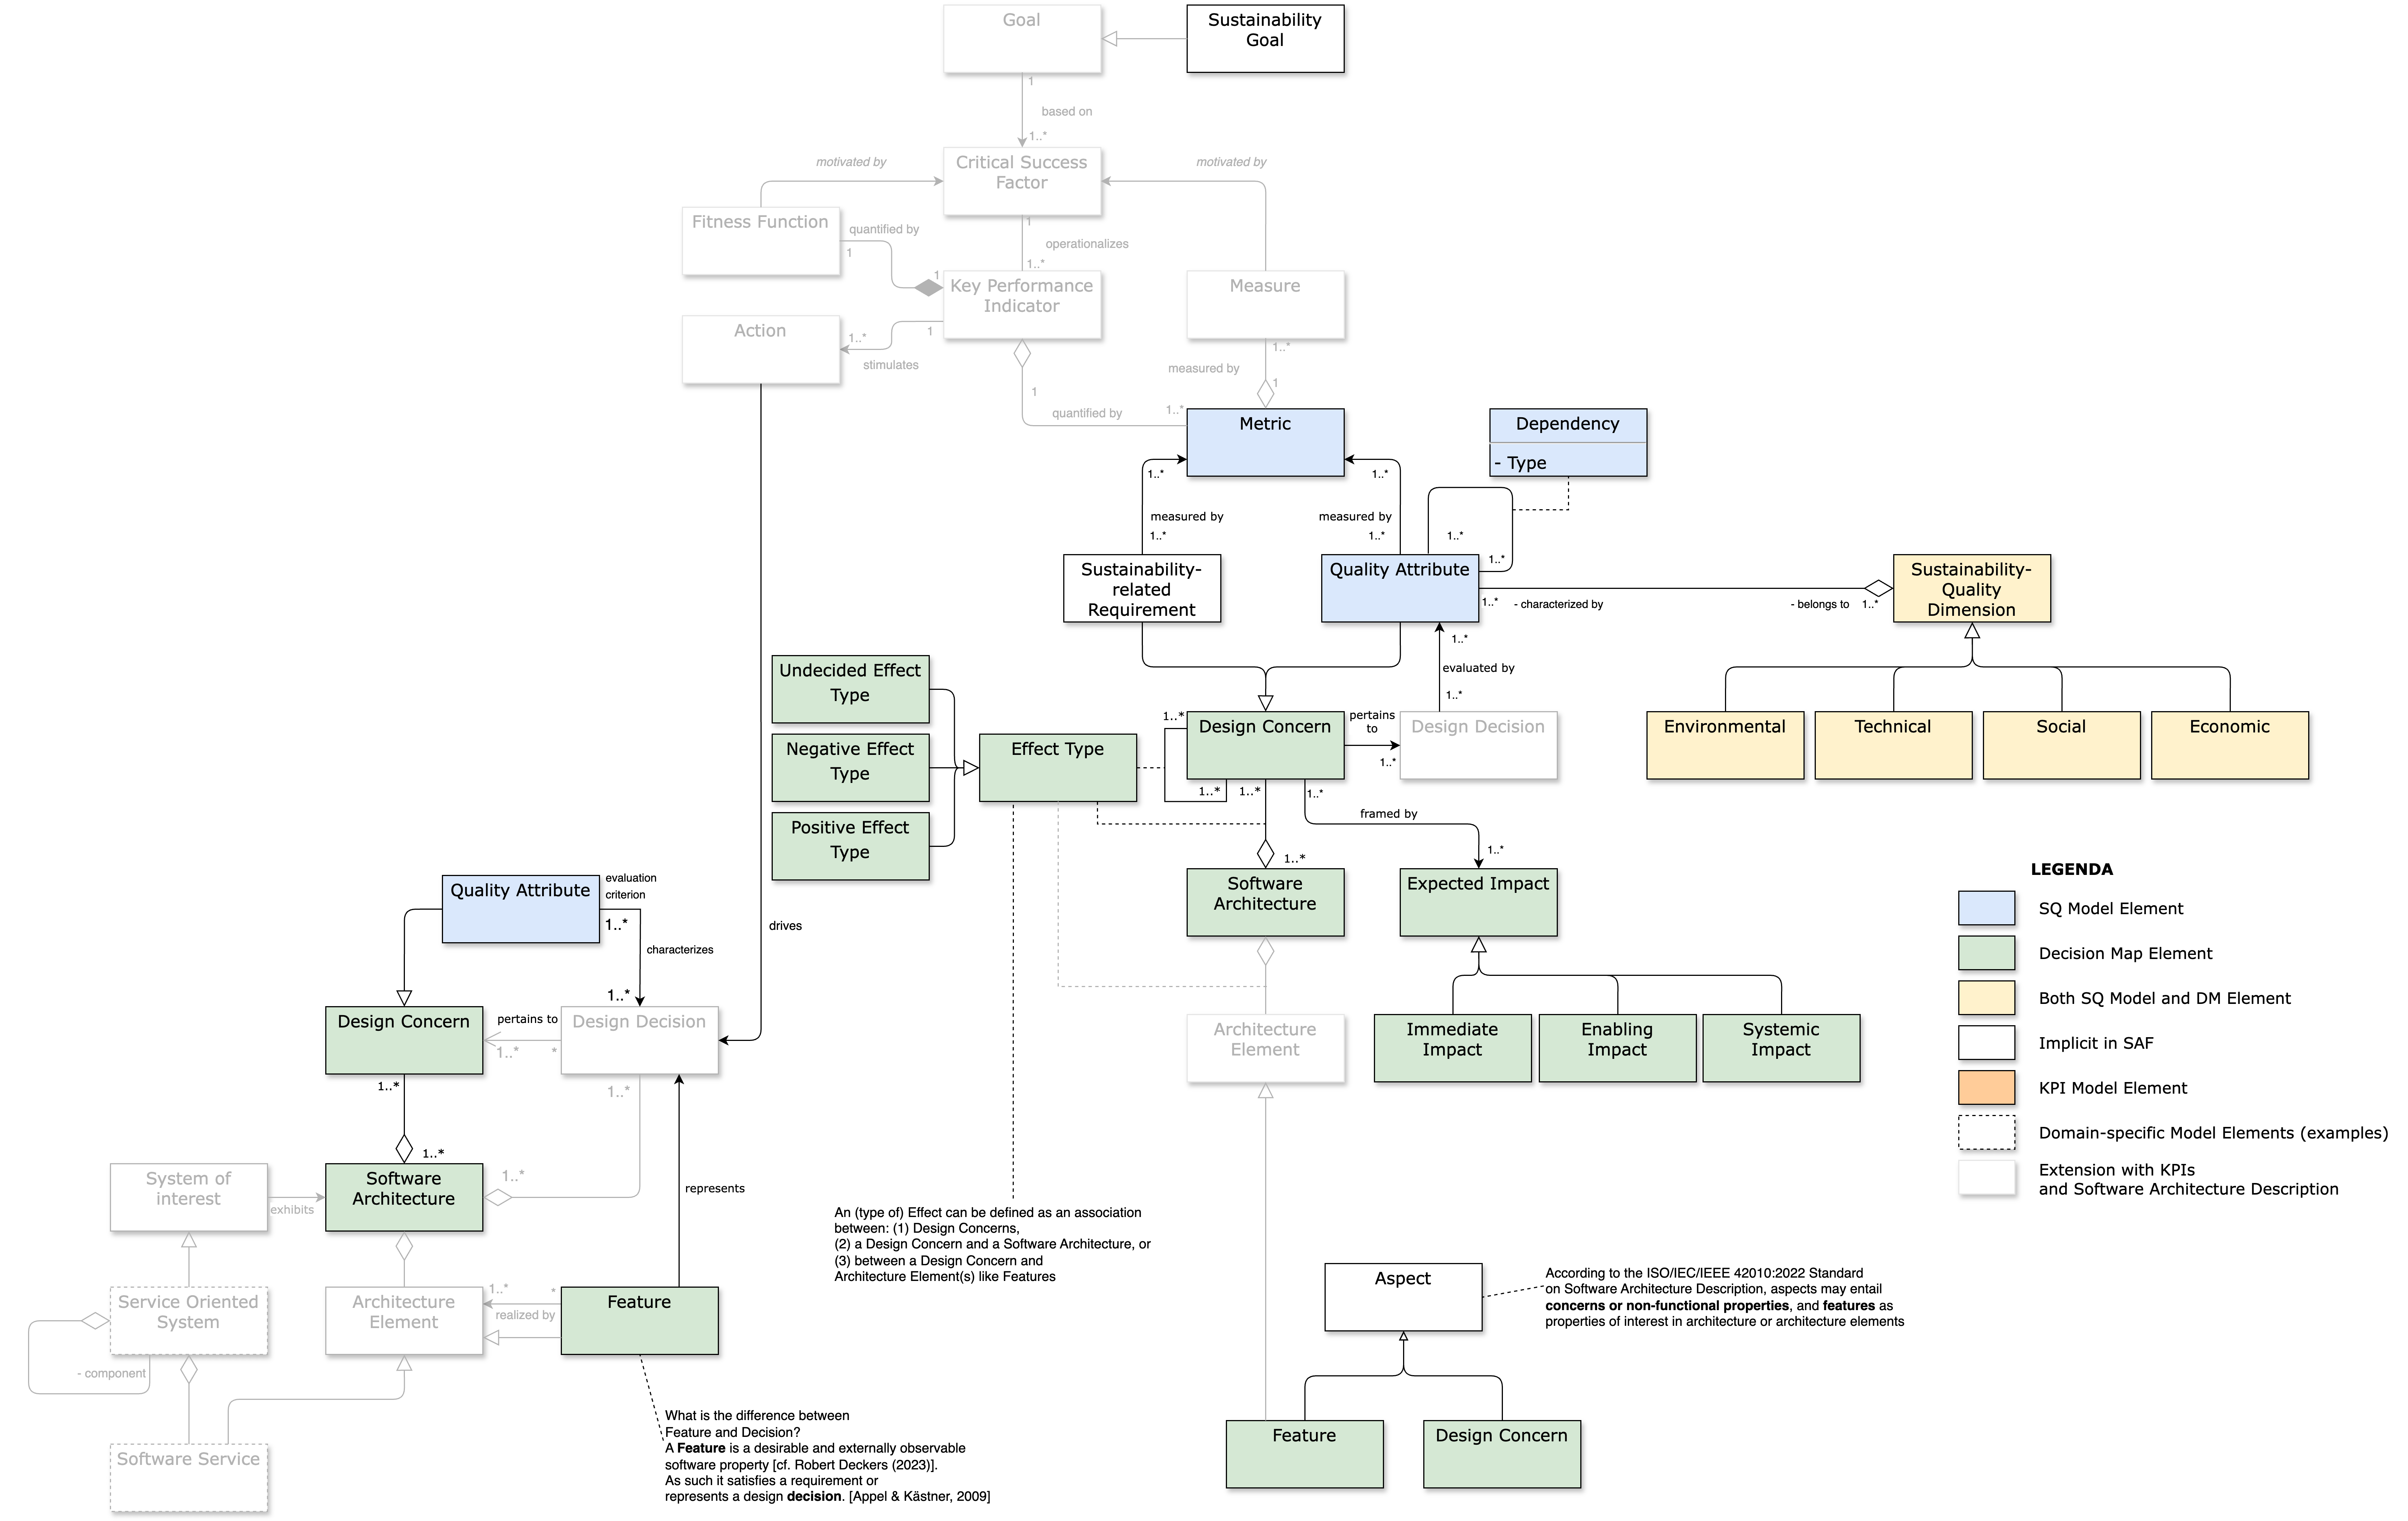 Goal
Sustainability
Goal
1
based on
1..*
motivated by
Critical Success
Factor
motivated by
Fitness Function
quantified by
1
1
operationalizes
1..*
1
Key Performance
Indicator
Measure
Action
1..*
1
stimulates
1..*
measured by
1
1
quantified by
1..*
Metric
Dependency
- Type
1..*
1..*
measured by
measured by
1..*
1..*
1..*
1..*
Sustainability-
related
Requirement
Quality Attribute
Sustainability-
Quality
Dimension
1..*
- characterized by
- belongs to
1..*
1..*
evaluated by
1..*
Undecided Effect
Type
Negative Effect
Type
Positive Effect
Type
Effect Type
1..*
Design Concern
pertains
to
1..*
Design Decision
Environmental
Technical
Social
Economic
1..*
1..*
1..*
framed by
1..*
1..*
Software
Architecture
Expected Impact
Immediate
Impact
Enabling
Impact
Systemic
Impact
Architecture
Element
LEGENDA
SQ Model Element
Decision Map Element
Both SQ Model and DM Element
Implicit in SAF
KPI Model Element
Domain-specific Model Elements (examples)
Extension with KPIs
and Software Architecture Description
Quality Attribute
evaluation
criterion
1..*
characterizes
drives
1..*
Design Concern
pertains to
1..*
*
Design Decision
1..*
1..*
1..*
System of
interest
exhibits
Software
Architecture
1..*
represents
Service Oriented
System
- component
Architecture
Element
1..*
*
realized by
Feature
Software Service
An (type of) Effect can be defined as an association
between: (1) Design Concerns,
(2) a Design Concern and a Software Architecture, or
(3) between a Design Concern and
Architecture Element(s) like Features
What is the difference between
Feature and Decision?
A Feature is a desirable and externally observable
software property [cf. Robert Deckers (2023)].
As such it satisfies a requirement or
represents a design decision. [Appel & Kästner, 2009]
Aspect
According to the ISO/IEC/IEEE 42010:2022 Standard
on Software Architecture Description, aspects may entail
concerns or non-functional properties, and features as
properties of interest in architecture or architecture elements
Feature
Design Concern